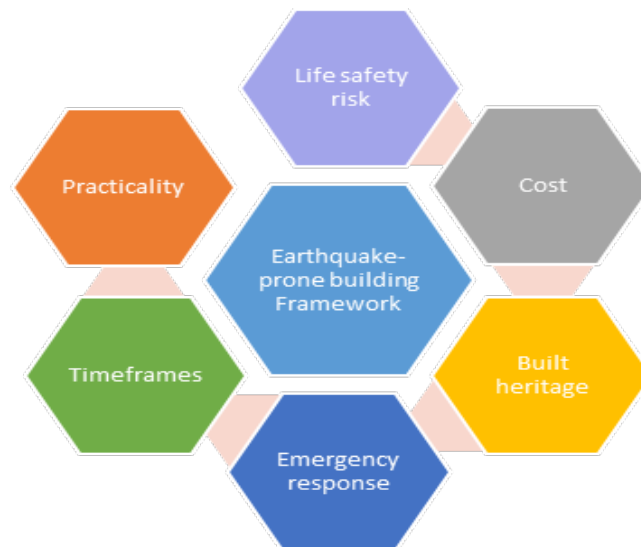 Life safety
risk
Cost
Built
heritage
Emergency
response
Timeframes
Practicality
Earthquake-
prone building
Framework